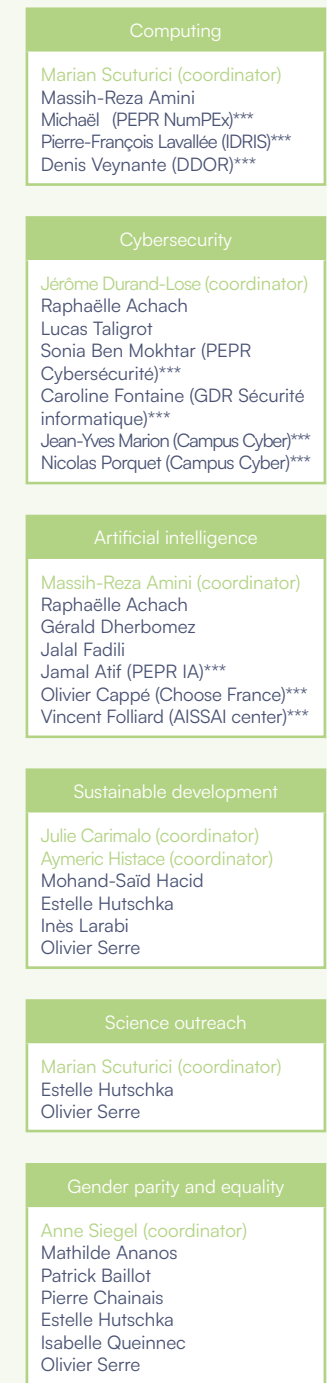 Computing
Marian Scuturici (coordinator)
Massih-Reza Amini
Michaël (PEPR NumPEx)***
Pierre-François Lavallée (IDRIS)***
Denis Veynante (DDOR)***
Cybersecurity
Jérôme Durand-Lose (coordinator)
Raphaëlle Achach
Lucas Taligrot
Sonia Ben Mokhtar (PEPR
Cybersécurité)***
Caroline Fontaine (GDR Sécurité
informatique)***
Jean-Yves Marion (Campus Cyber)***
Nicolas Porquet (Campus Cyber)***
Artificial intelligence
Massih-Reza Amini (coordinator)
Raphaëlle Achach
Gérald Dherbomez
Jalal Fadili
Jamal Atif (PEPR IA)***
Olivier Cappé (Choose France)***
Vincent Folliard (AISSAI center)***
Sustainable development
Julie Carimalo (coordinator)
Aymeric Histace (coordinator)
Mohand-Saïd Hacid
Estelle Hutschka
Inès Larabi
Olivier Serre
Science outreach
Marian Scuturici (coordinator)
Estelle Hutschka
Olivier Serre
Gender parity and equality
Anne Siegel (coordinator)
Mathilde Ananos
Patrick Baillot
Pierre Chainais
Estelle Hutschka
Isabelle Queinnec
Olivier Serre